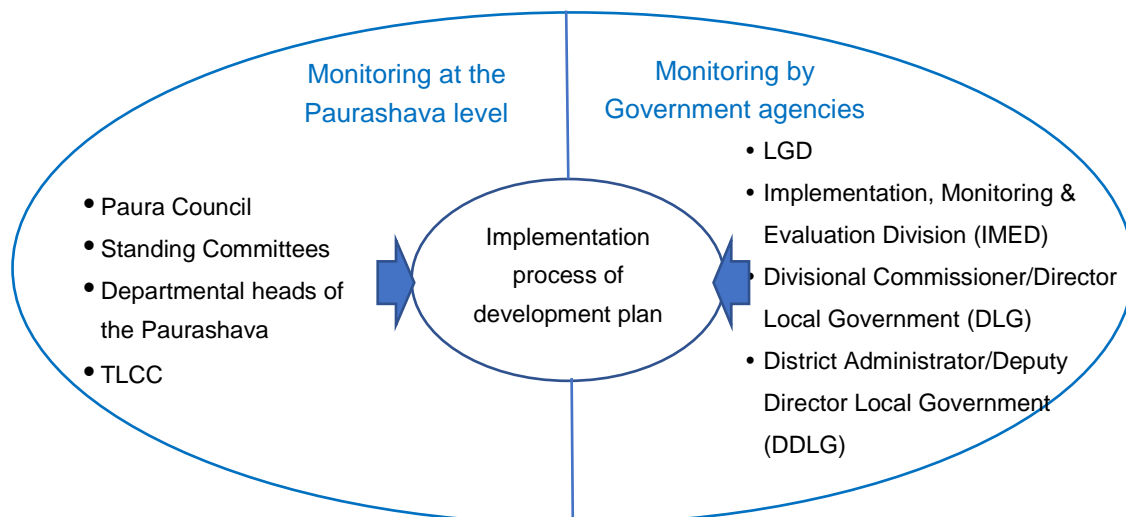 Monitoring at the
Paurashava level
• Paura Council
• Standing Committees
• Departmental heads of
the Paurashava
• TLCC
Implementation
process of
development plan
Monitoring by
Government agencies
• LGD
• Implementation, Monitoring &
Evaluation Division (IMED)
• Divisional Commissioner/Director
Local Government (DLG)
• District Administrator/Deputy
Director Local Government
(DDLG)